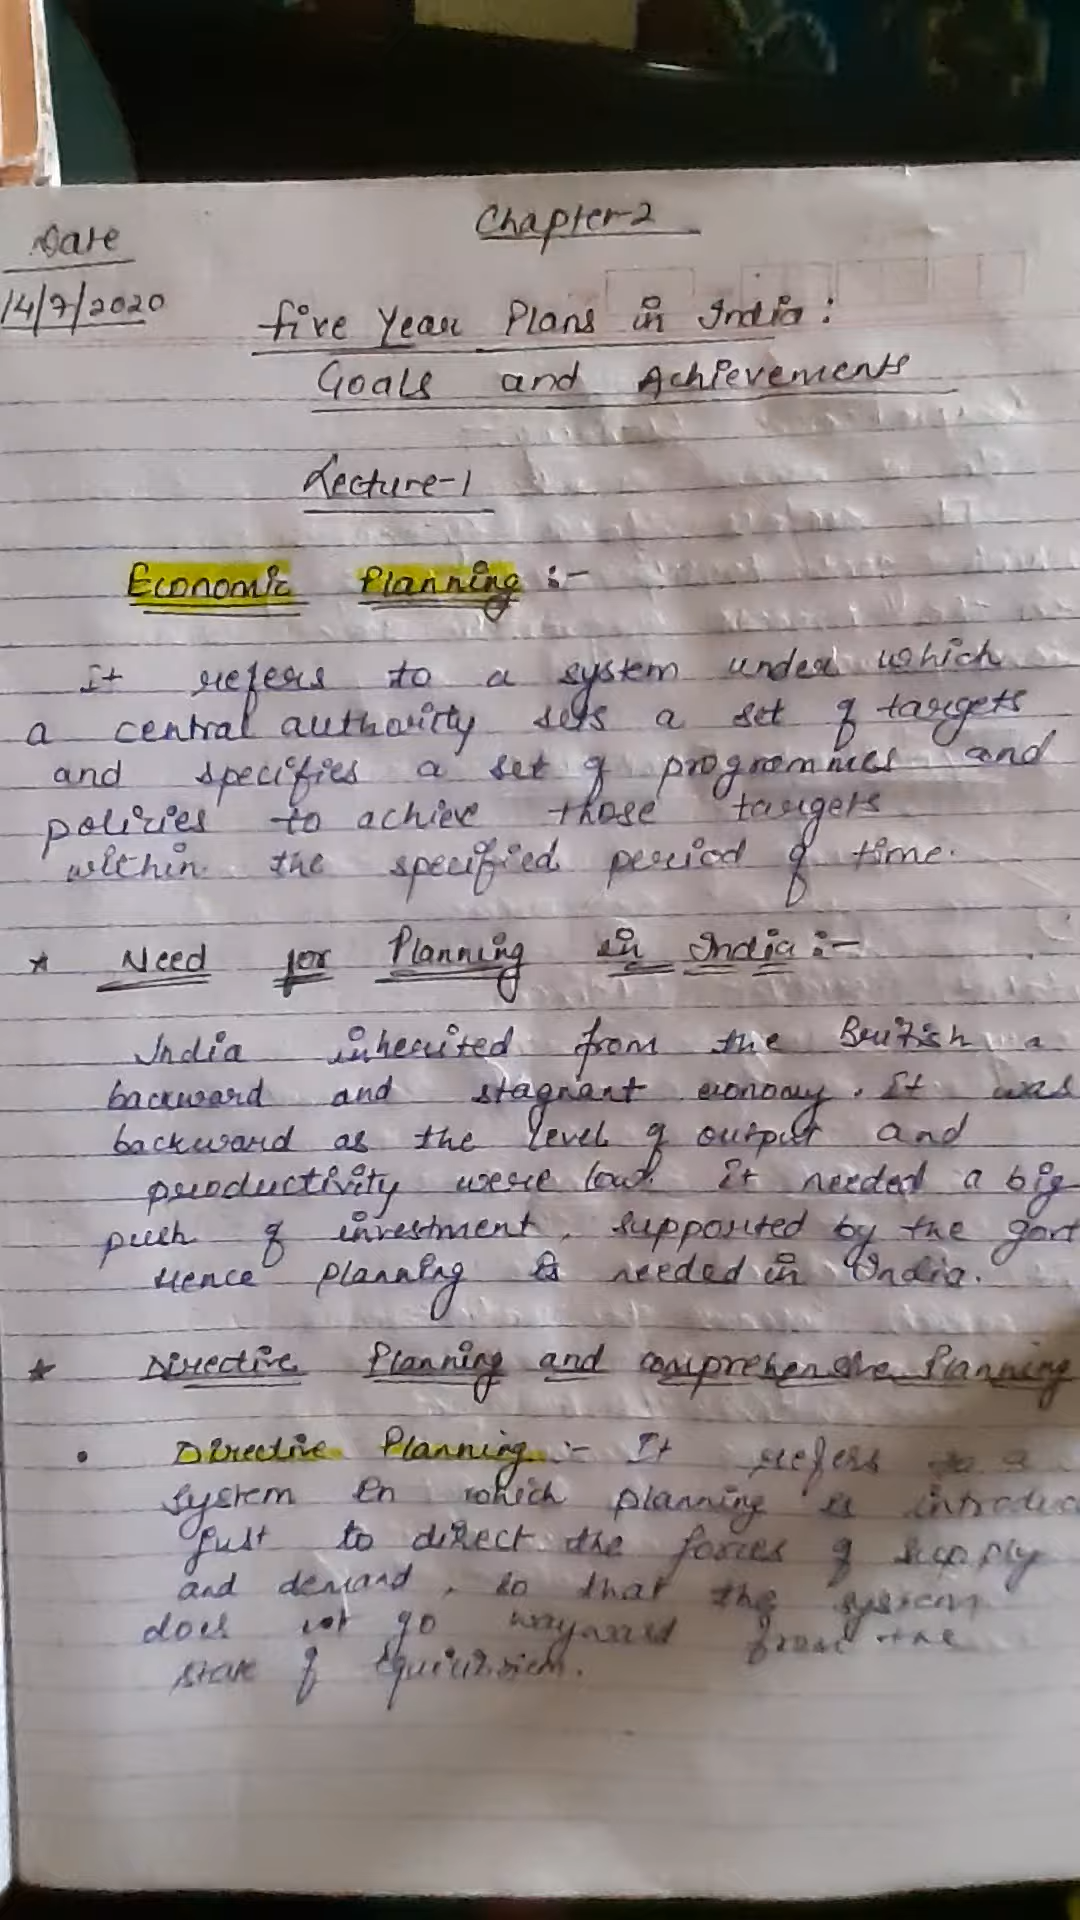 Chapter-2
Date
14/7/2020
Five Year Plans in India:
Goals and Achievements
Lecture-1
Economic Planning :-
It refers to a system under which
a central authority sets a set of targets
and specifies a set of programmes and
policies to achieve those targets
within the specified period of time.
* Need for Planning in India :-
India inherited from the British a
backward and stagnant economy. It was
backward as the level of output and
productivity were low. It needed a big
push of investment, supported by the govt
Hence planning is needed in India.
* Directive Planning and comprehensive Planning
• Directive Planning :- It refers to a
system in which planning is introduc
just to direct the forces of supply
and demand, so that the system
does not go wayward from the
state of Equilibrium.